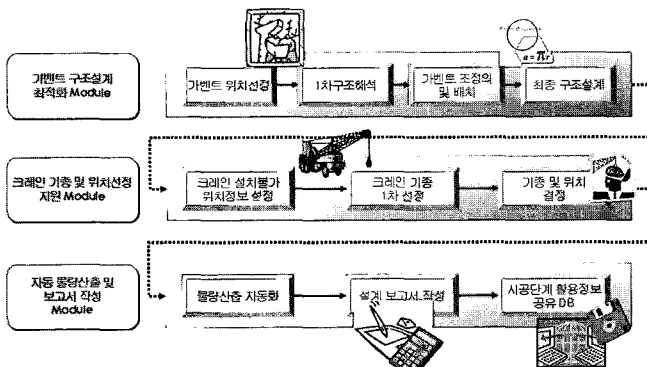 가벤트 구조설계
최적화 Module
가벤트 위치선정
1차구조해석
가벤트 조정의
및 배치
최종 구조설계
a = πr
크레인 기종 및 위치선정
지원 Module
크레인 설치불가
위치정보 설정
크레인 기종
1차 선정
기종 및 위치
결정
자동 물량산출 및
보고서 작성
Module
물량산출 자동화
설계 보고서 작성
시공단계 활용정보
공유 DB